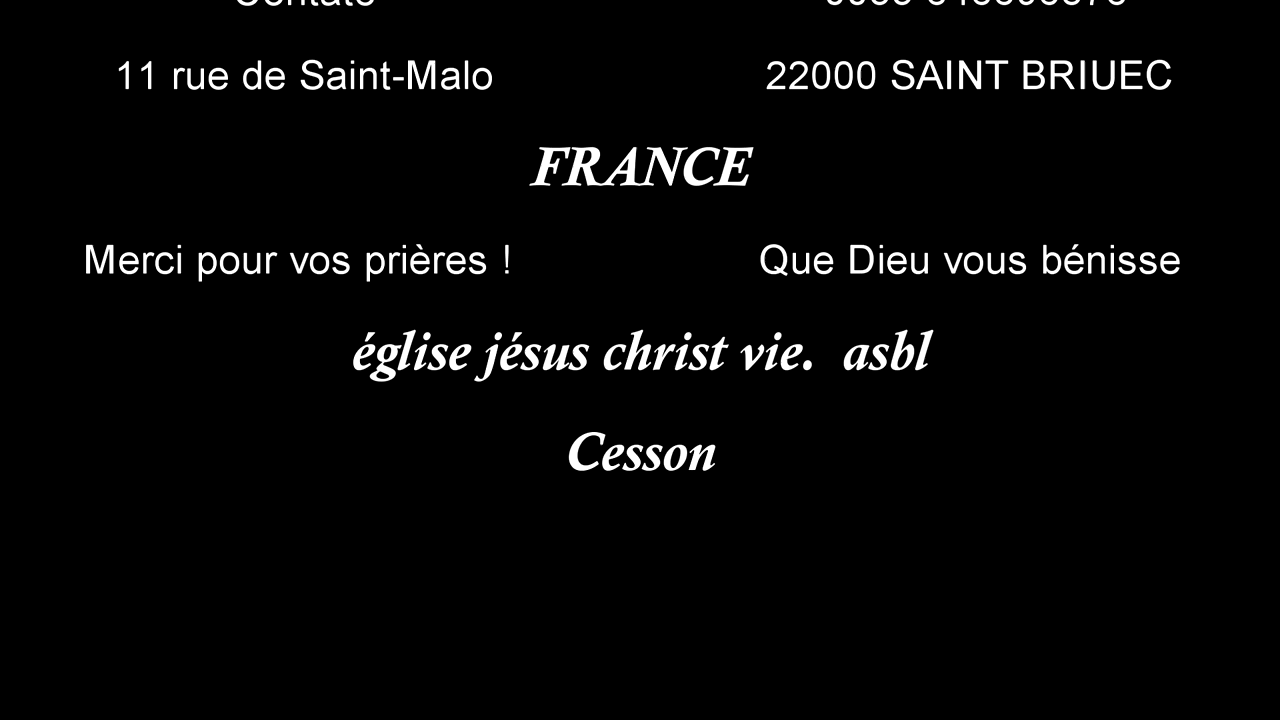 11 rue de Saint-Malo 22000 SAINT BRIUEC
FRANCE
Merci pour vos prières ! Que Dieu vous bénisse
église jésus christ vie. asbl
Cesson